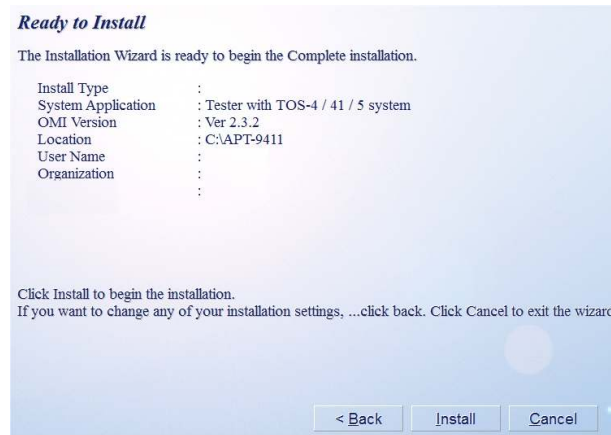 Ready to Install
The Installation Wizard is ready to begin the Complete installation.
Install Type :
System Application : Tester with TOS-4 / 41 / 5 system
OMI Version : Ver 2.3.2
Location : C:\APT-9411
User Name :
Organization :
:
Click Install to begin the installation.
If you want to change any of your installation settings, ...click back. Click Cancel to exit the wizard
< Back Install Cancel